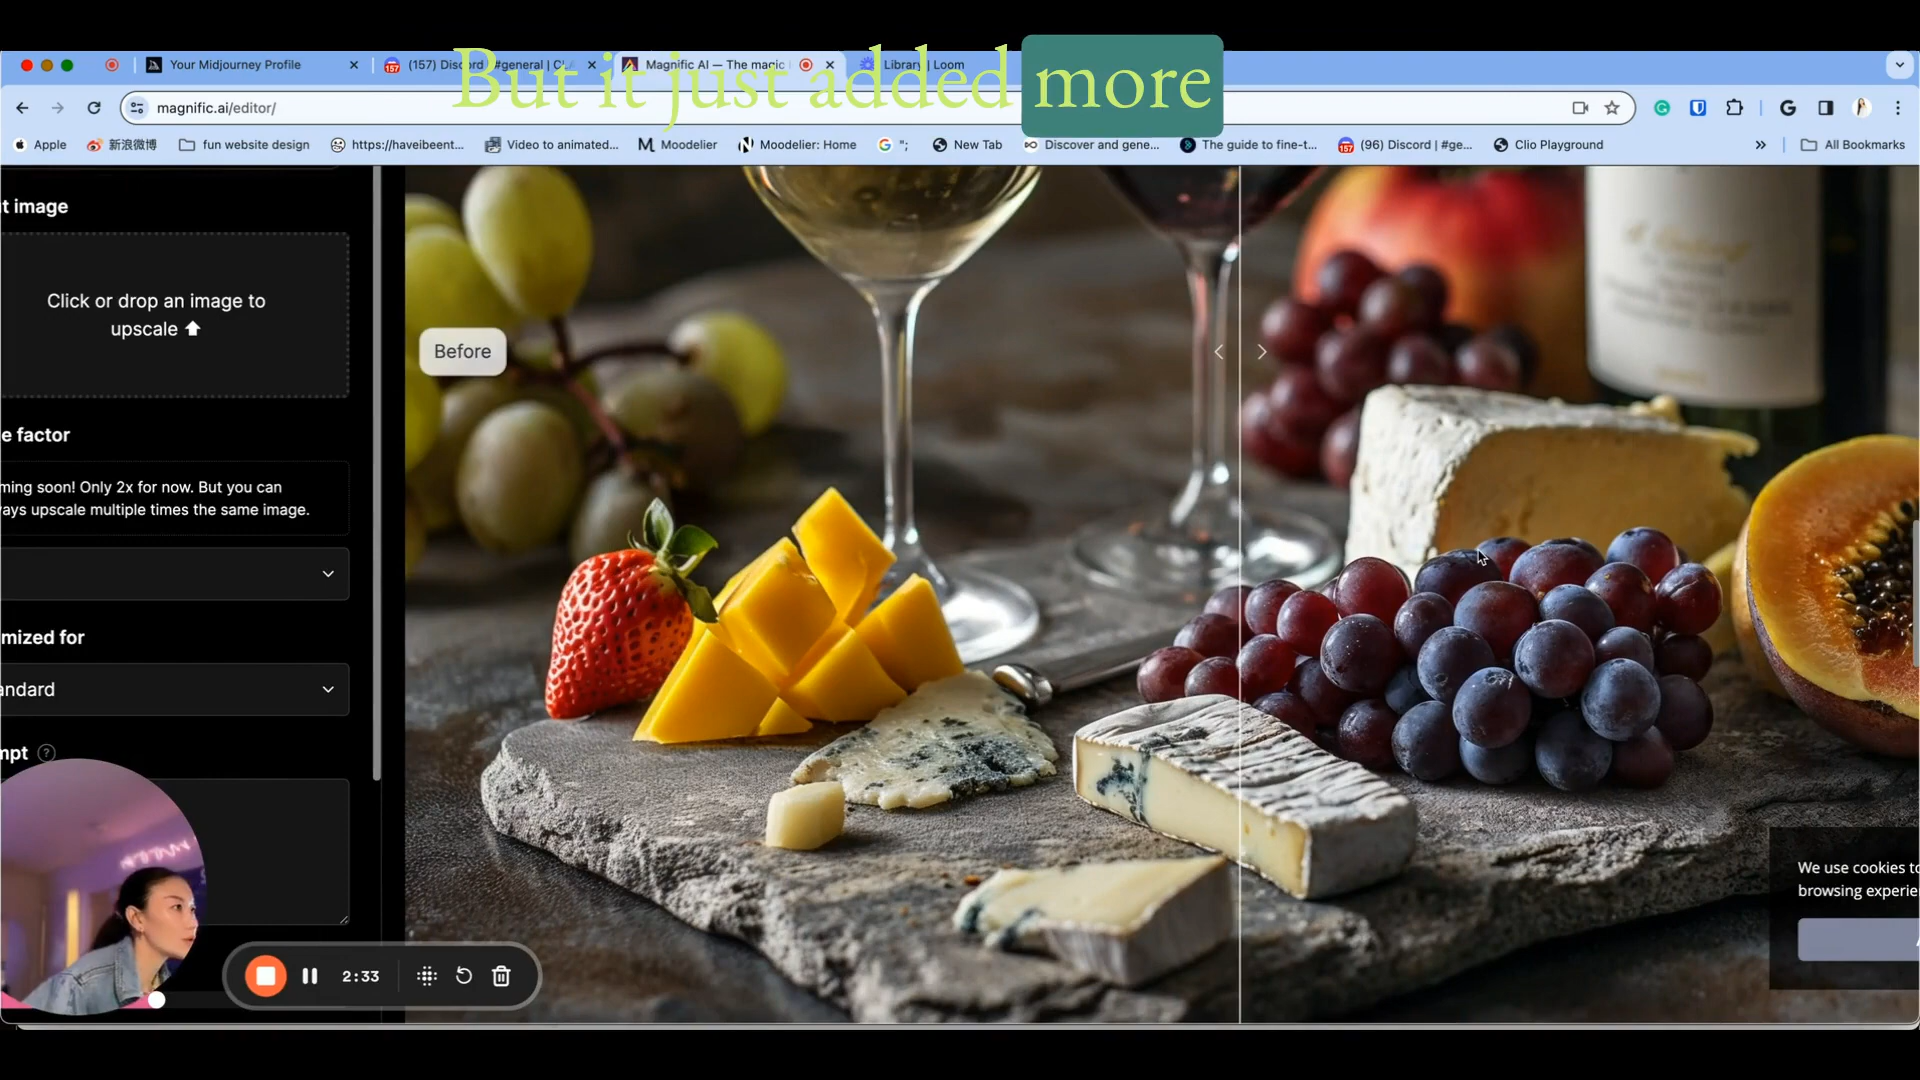 But it just added more
Your Midjourney Profile
(157) Discord | #general | Cl
Magnific AI — The magic
Library | Loom
magnific.ai/editor/
Apple
新浪微博
fun website design
https://haveibeent...
Video to animated...
Moodelier
Moodelier: Home
";
New Tab
Discover and gene...
The guide to fine-t...
(96) Discord | #ge...
Clio Playground
All Bookmarks
t image
Click or drop an image to
upscale
Before
e factor
ming soon! Only 2x for now. But you can
ays upscale multiple times the same image.
mized for
andard
mpt
We use cookies to
browsing experie
2:33